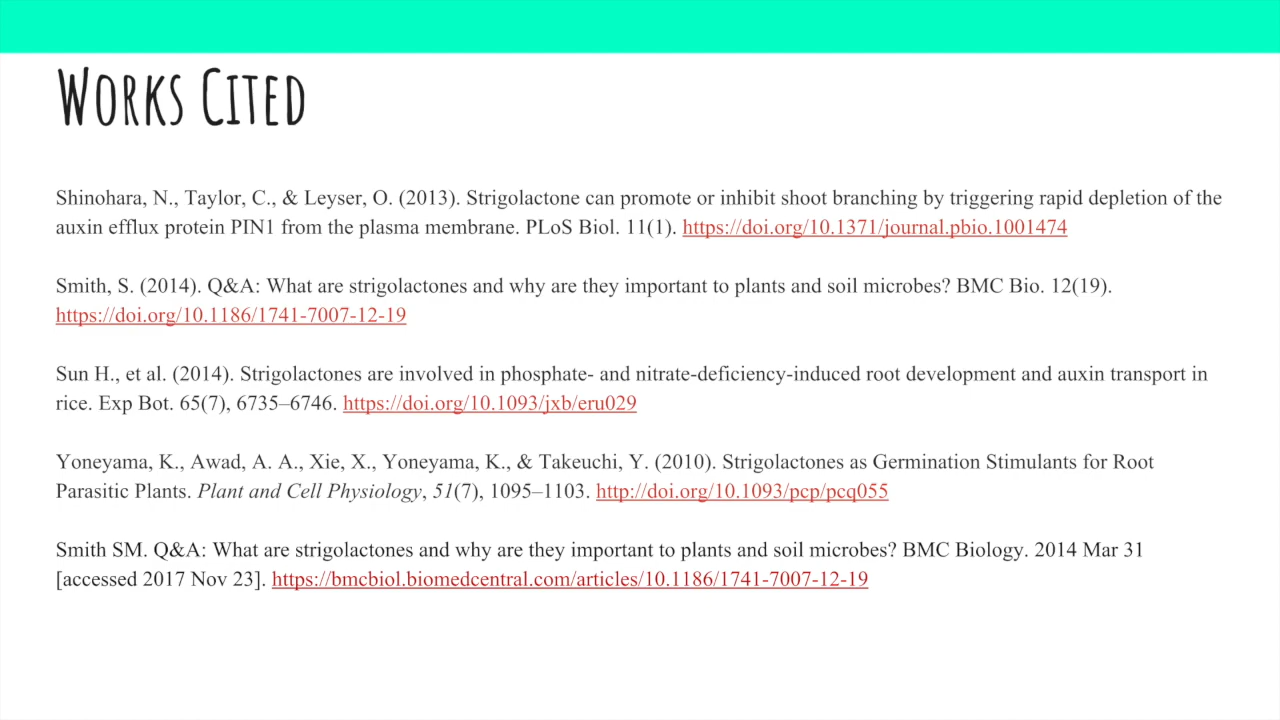 Works Cited
Shinohara, N., Taylor, C., & Leyser, O. (2013). Strigolactone can promote or inhibit shoot branching by triggering rapid depletion of the
auxin efflux protein PIN1 from the plasma membrane. PLoS Biol. 11(1). https://doi.org/10.1371/journal.pbio.1001474
Smith, S. (2014). Q&A: What are strigolactones and why are they important to plants and soil microbes? BMC Bio. 12(19).
https://doi.org/10.1186/1741-7007-12-19
Sun H., et al. (2014). Strigolactones are involved in phosphate- and nitrate-deficiency-induced root development and auxin transport in
rice. Exp Bot. 65(7), 6735–6746. https://doi.org/10.1093/jxb/eru029
Yoneyama, K., Awad, A. A., Xie, X., Yoneyama, K., & Takeuchi, Y. (2010). Strigolactones as Germination Stimulants for Root
Parasitic Plants. Plant and Cell Physiology, 51(7), 1095–1103. http://doi.org/10.1093/pcp/pcq055
Smith SM. Q&A: What are strigolactones and why are they important to plants and soil microbes? BMC Biology. 2014 Mar 31
[accessed 2017 Nov 23]. https://bmcbiol.biomedcentral.com/articles/10.1186/1741-7007-12-19